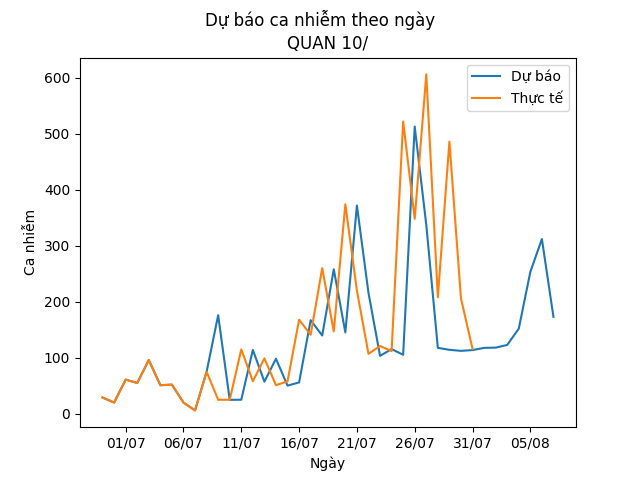 Dự báo ca nhiễm theo ngày
QUAN 10/
Dự báo
Thực tế
Ca nhiễm
600
500
400
300
200
100
0
01/07 06/07 11/07 16/07 21/07 26/07 31/07 05/08
Ngày